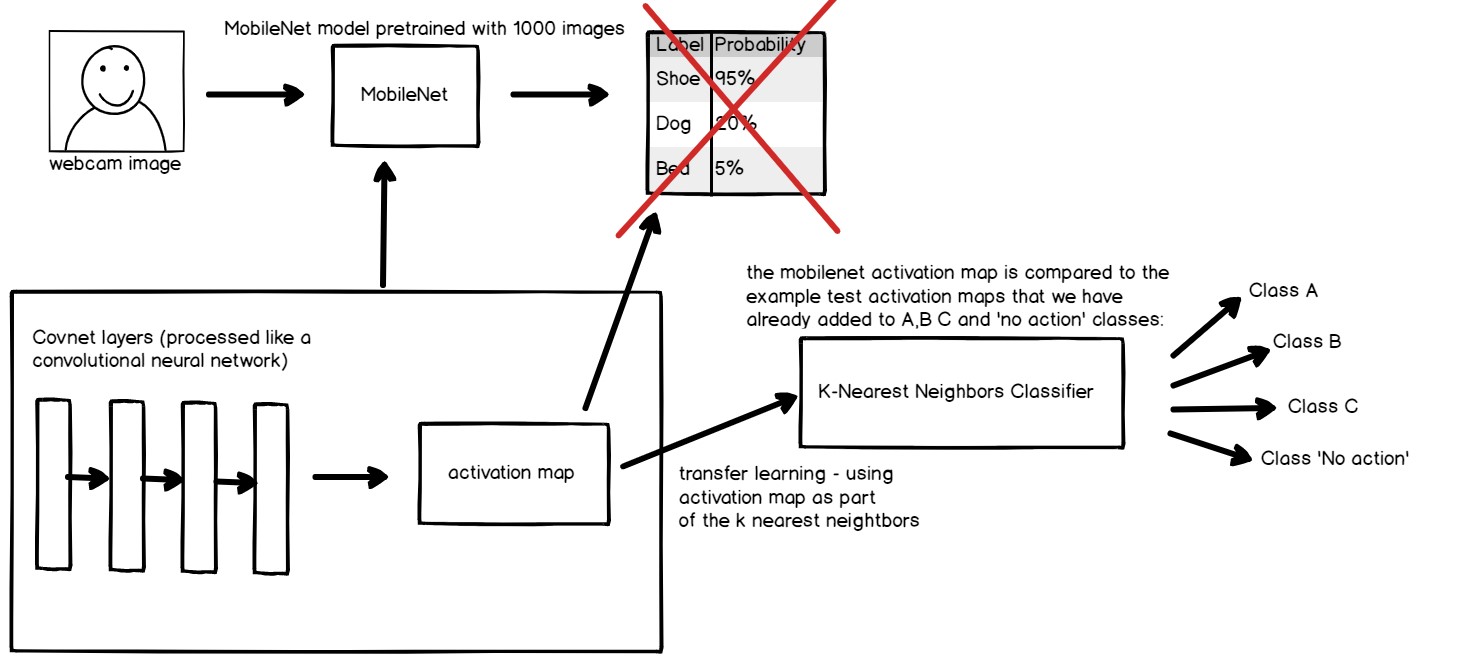 MobileNet model pretrained with 1000 images
MobileNet
webcam image
Label Probability
Shoe 95%
Dog 20%
Bed 5%
Covnet layers (processed like a
convolutional neural network)
activation map
the mobilenet activation map is compared to the
example test activation maps that we have
already added to A,B C and 'no action' classes:
K-Nearest Neighbors Classifier
transfer learning - using
activation map as part
of the k nearest neightbors
Class A
Class B
Class C
Class 'No action'